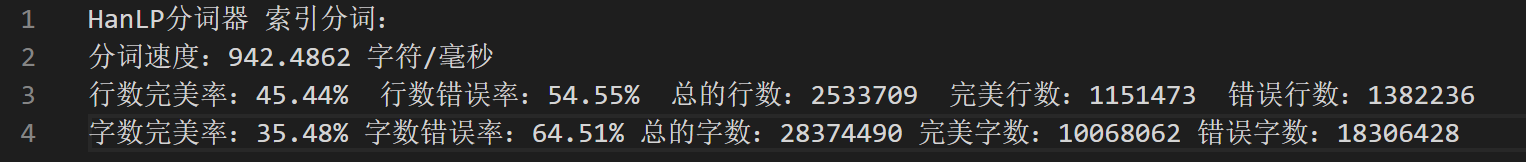 1 HanLP分词器 索引分词：
2 分词速度：942.4862 字符/毫秒
3 行数完美率：45.44%  行数错误率：54.55%  总的行数：2533709  完美行数：1151473  错误行数：1382236
4 字数完美率：35.48% 字数错误率：64.51% 总的字数：28374490 完美字数：10068062 错误字数：18306428